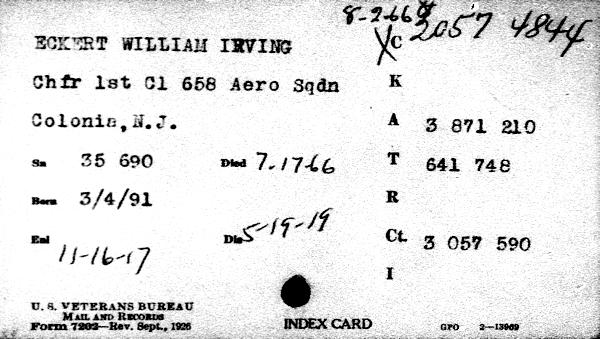 8-2-66
ECKERT WILLIAM IRVING
XC 2057 4844
Chfr 1st Cl 658 Aero Sqdn K
Colonia, N.J. A 3 871 210
Sn 35 690 Died 7-17-66 T 641 748
Born 3/4/91 R
Enl 11-16-17 Dis 5-19-19 Ct. 3 057 590
I
U. S. VETERANS BUREAU
MAIL AND RECORDS
Form 7202—Rev. Sept., 1926 INDEX CARD GPO 2—13969